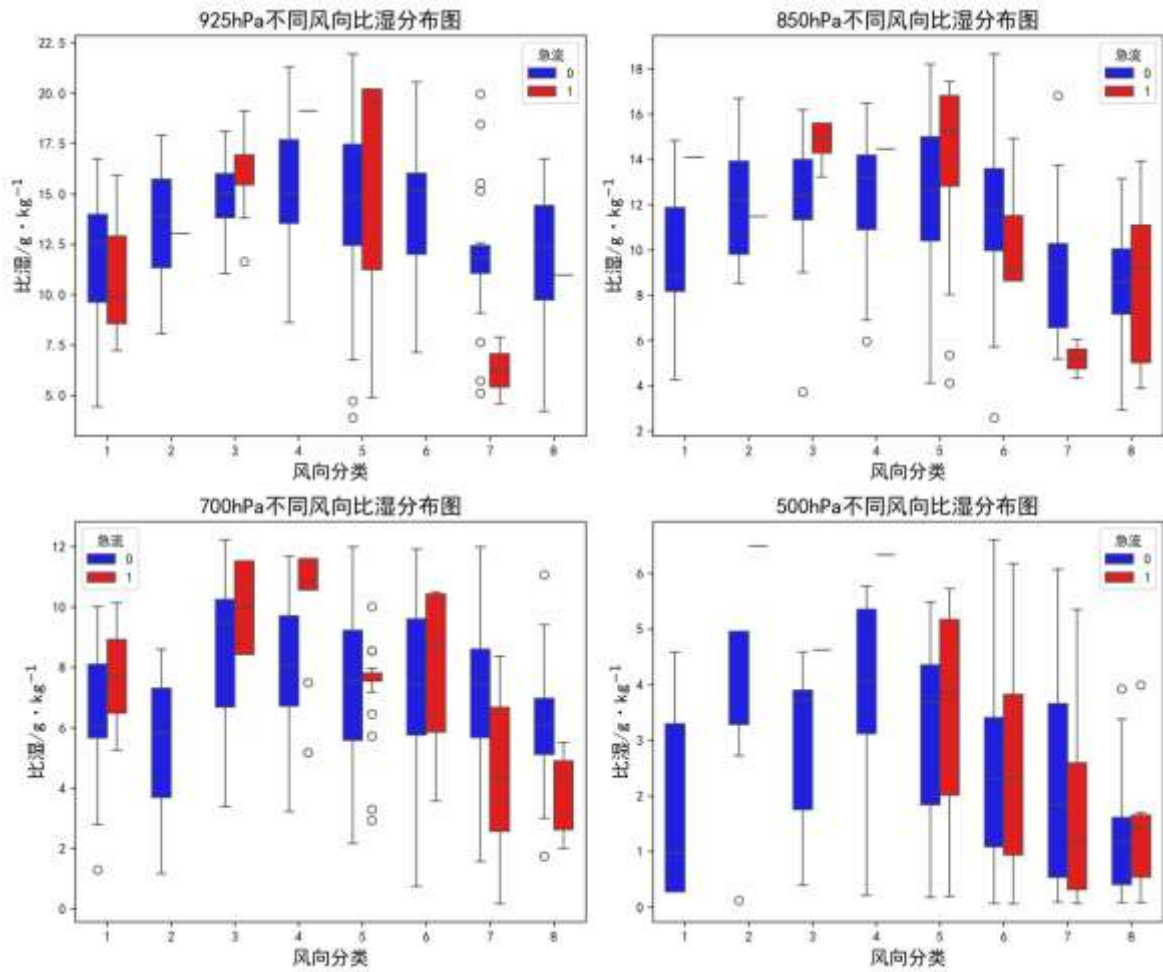 925hPa不同风向比湿分布图
22.5
20.0
17.5
15.0
12.5
10.0
7.5
5.0
比湿/g·kg⁻¹
急流
0
1
1 2 3 4 5 6 7 8
风向分类
850hPa不同风向比湿分布图
18
16
14
12
10
8
6
4
2
比湿/g·kg⁻¹
急流
0
1
1 2 3 4 5 6 7 8
风向分类
700hPa不同风向比湿分布图
12
10
8
6
4
2
0
比湿/g·kg⁻¹
急流
0
1
1 2 3 4 5 6 7 8
风向分类
500hPa不同风向比湿分布图
6
5
4
3
2
1
0
比湿/g·kg⁻¹
急流
0
1
1 2 3 4 5 6 7 8
风向分类